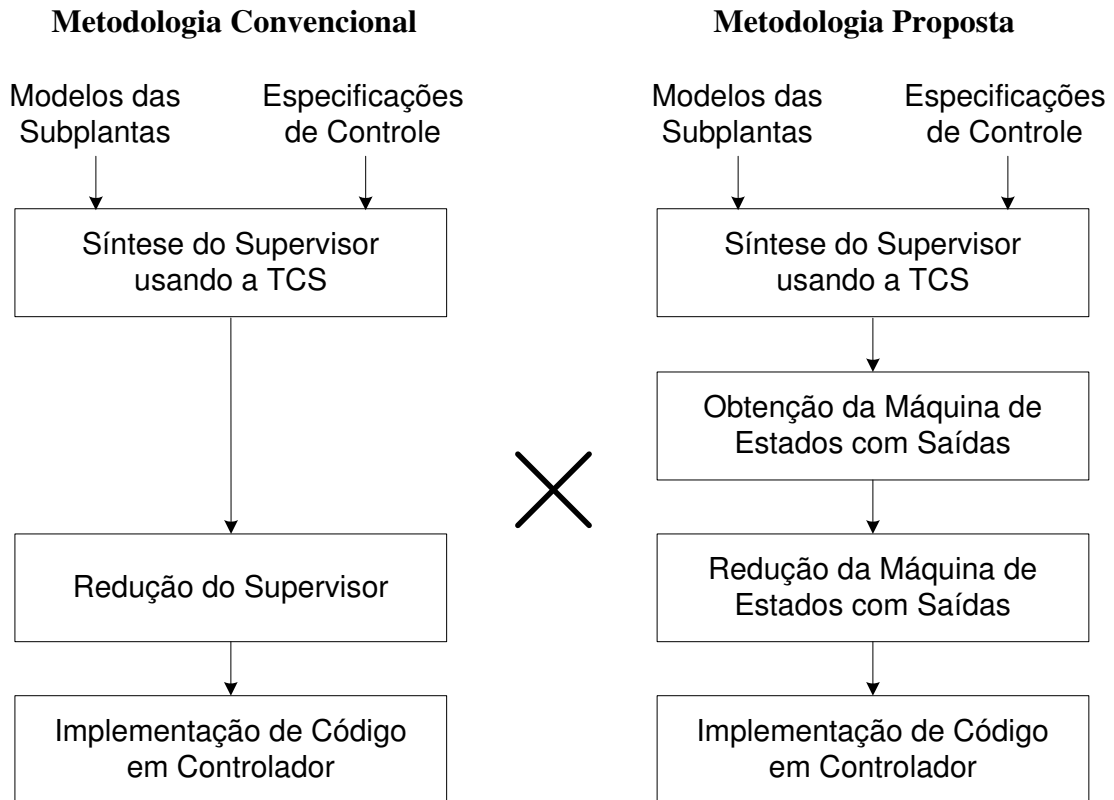 Metodologia Convencional
Modelos das
Subplantas
Especificações
de Controle
Síntese do Supervisor
usando a TCS
Redução do Supervisor
Implementação de Código
em Controlador
Metodologia Proposta
Modelos das
Subplantas
Especificações
de Controle
Síntese do Supervisor
usando a TCS
Obtenção da Máquina de
Estados com Saídas
Redução da Máquina de
Estados com Saídas
Implementação de Código
em Controlador